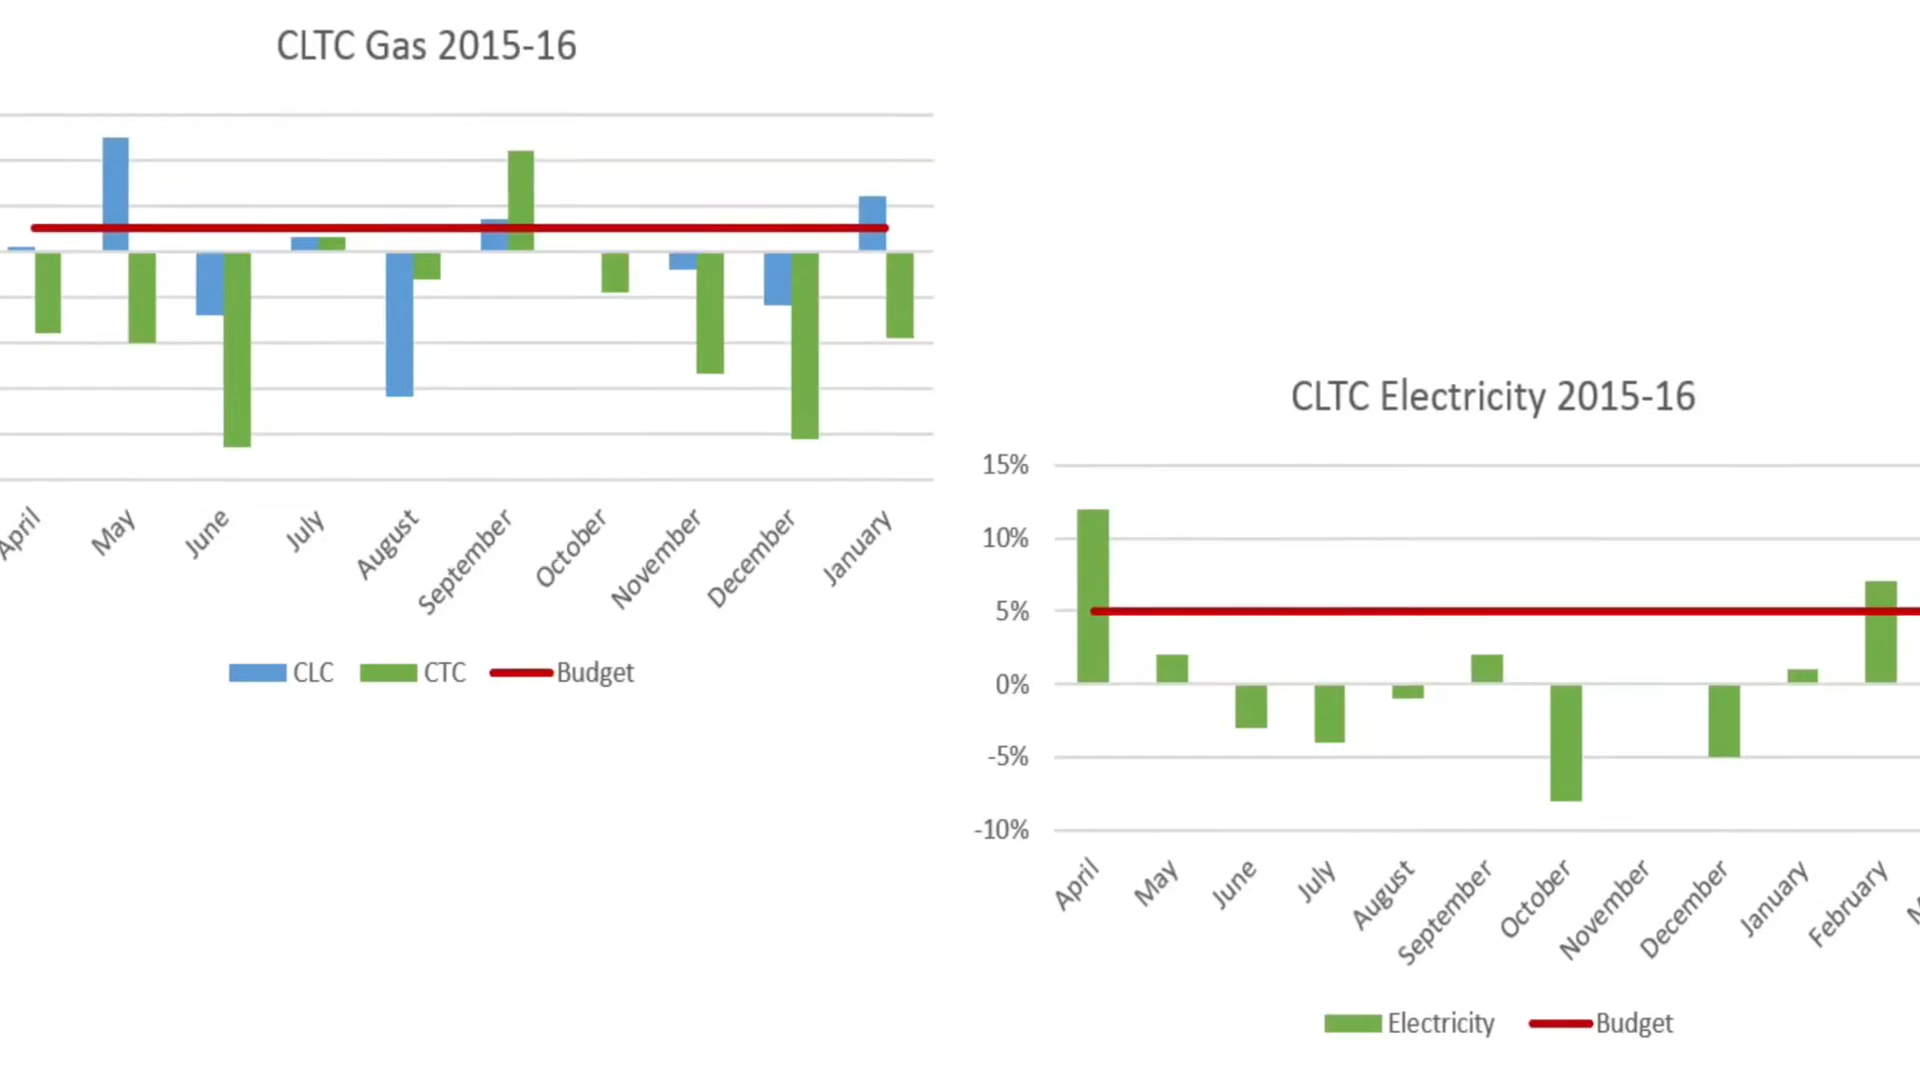 CLTC Gas 2015-16
April
May
June
July
August
September
October
November
December
January
CLC CTC Budget
CLTC Electricity 2015-16
15%
10%
5%
0%
-5%
-10%
April
May
June
July
August
September
October
November
December
January
February
Electricity Budget